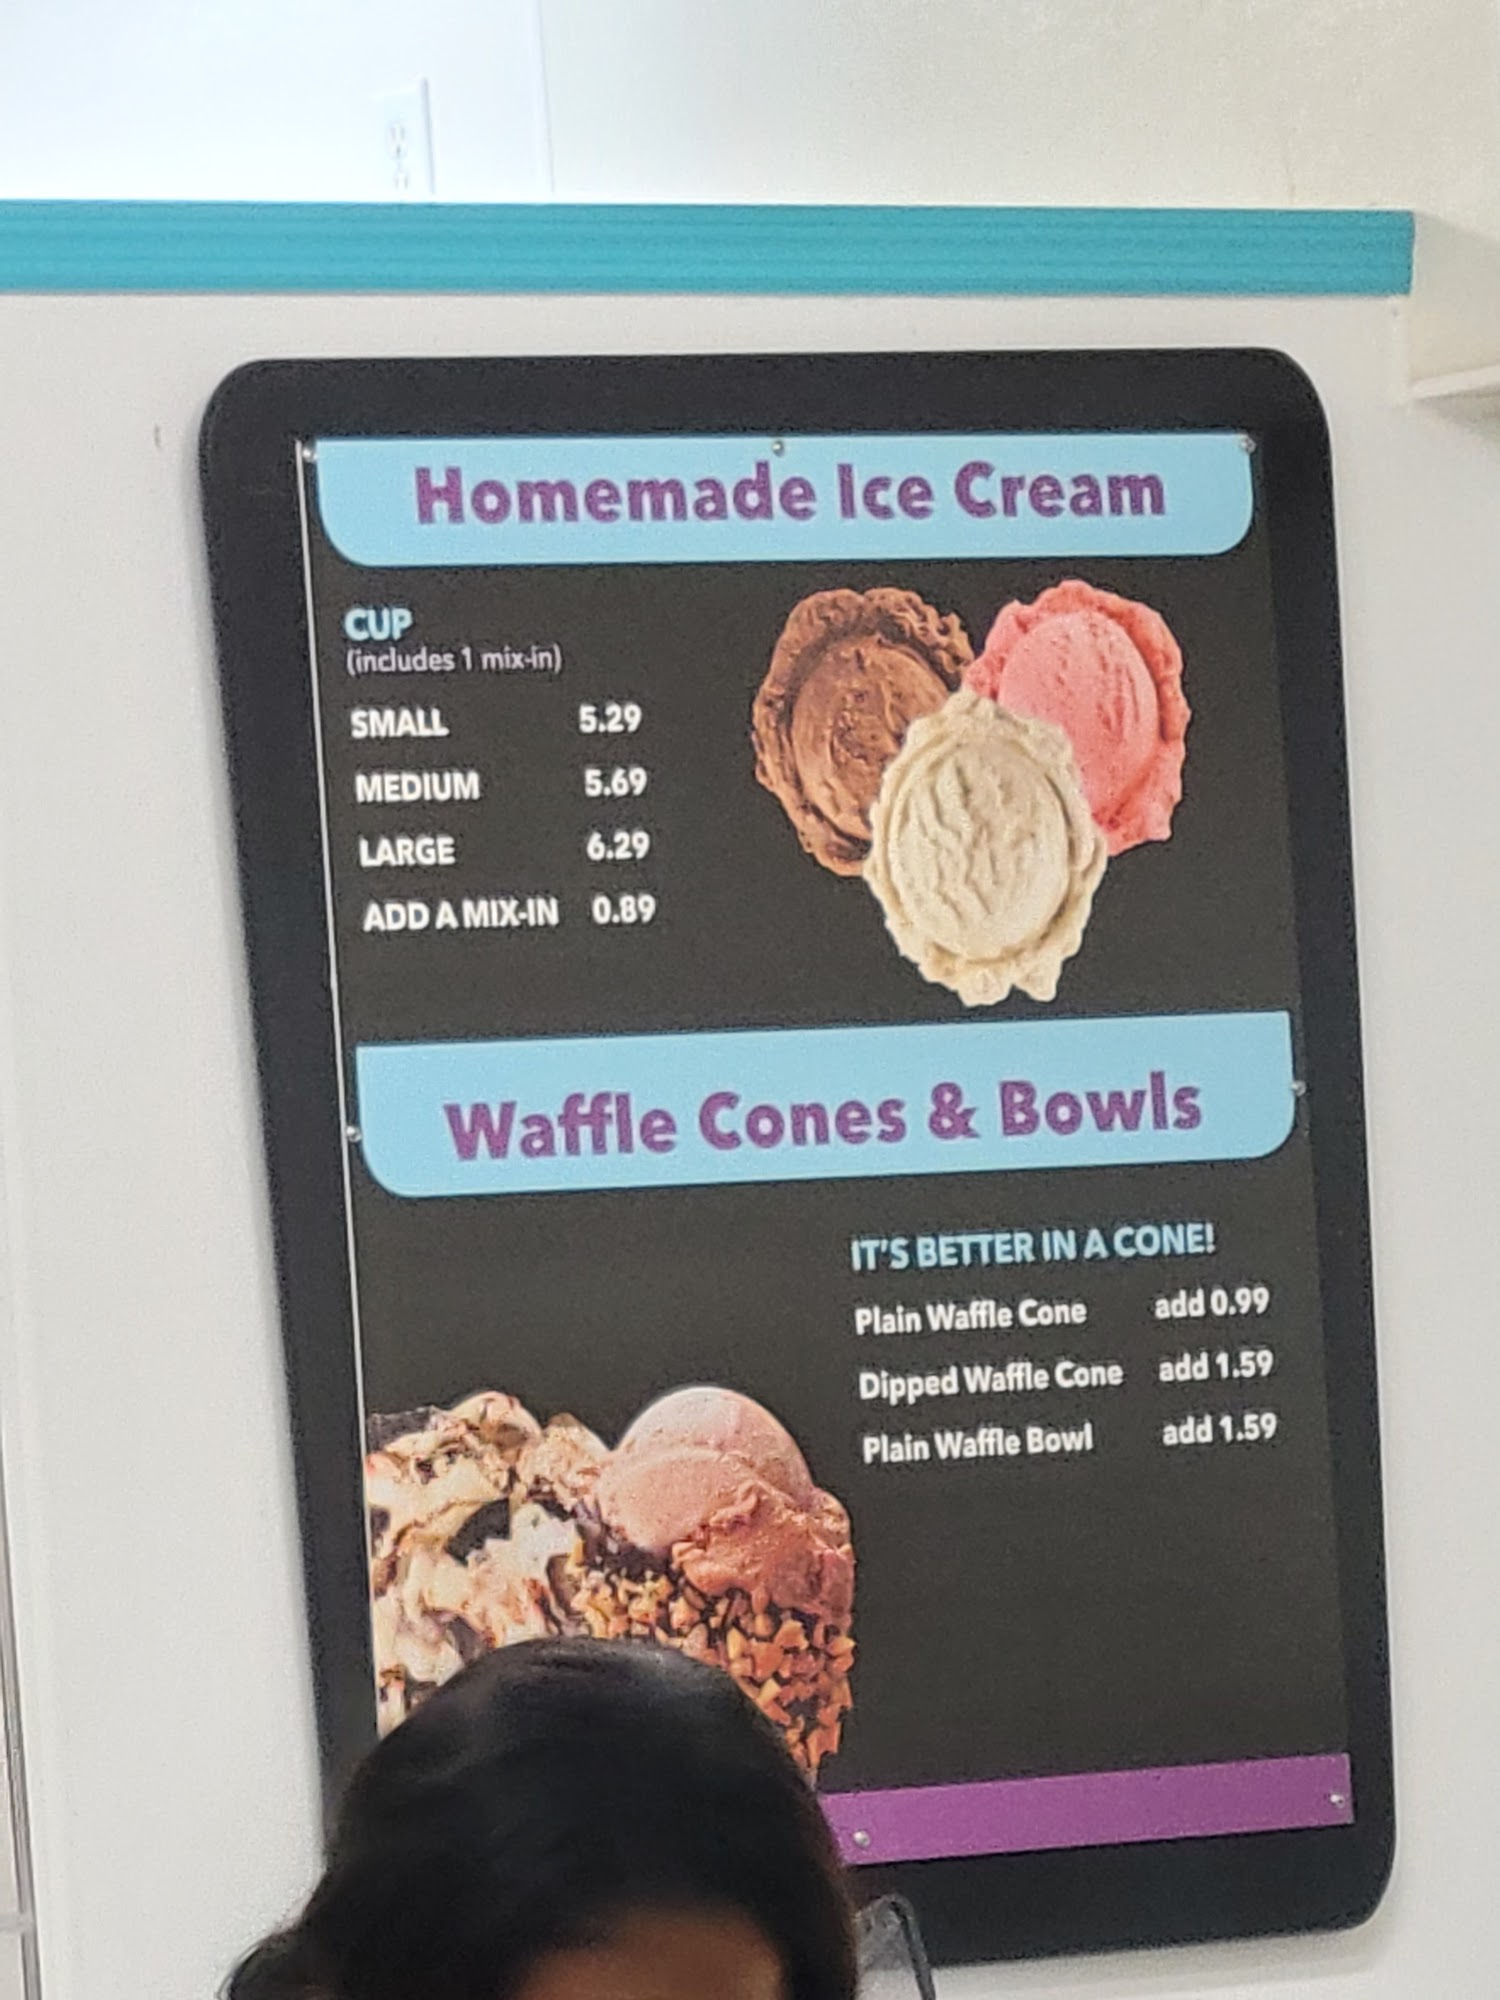 Homemade Ice Cream
CUP
(includes 1 mix-in)
SMALL 5.29
MEDIUM 5.69
LARGE 6.29
ADD A MIX-IN 0.89
Waffle Cones & Bowls
IT'S BETTER IN A CONE!
Plain Waffle Cone add 0.99
Dipped Waffle Cone add 1.59
Plain Waffle Bowl add 1.59